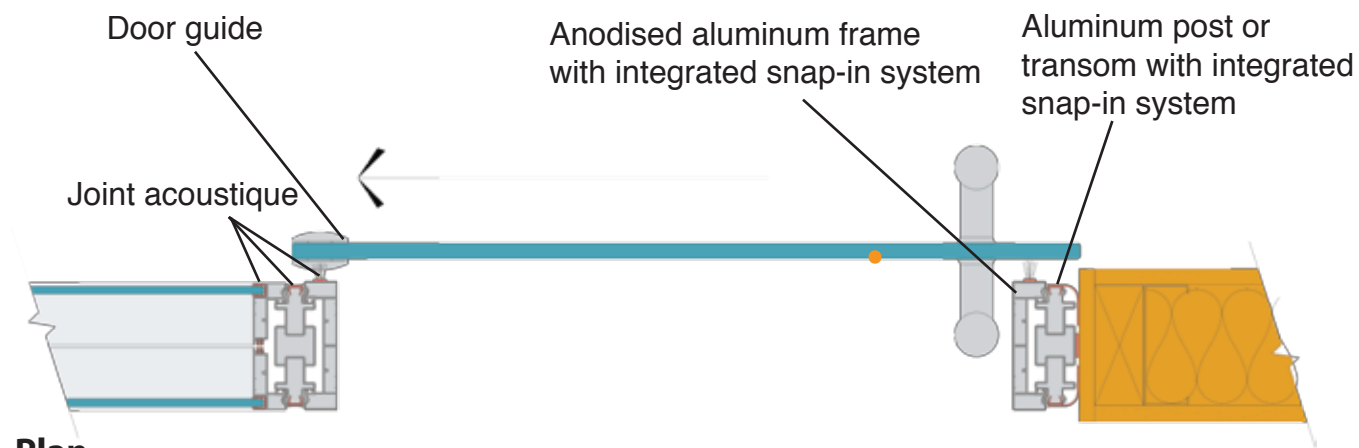 Door guide
Anodised aluminum frame
with integrated snap-in system
Aluminum post or
transom with integrated
snap-in system
Joint acoustique
Plan